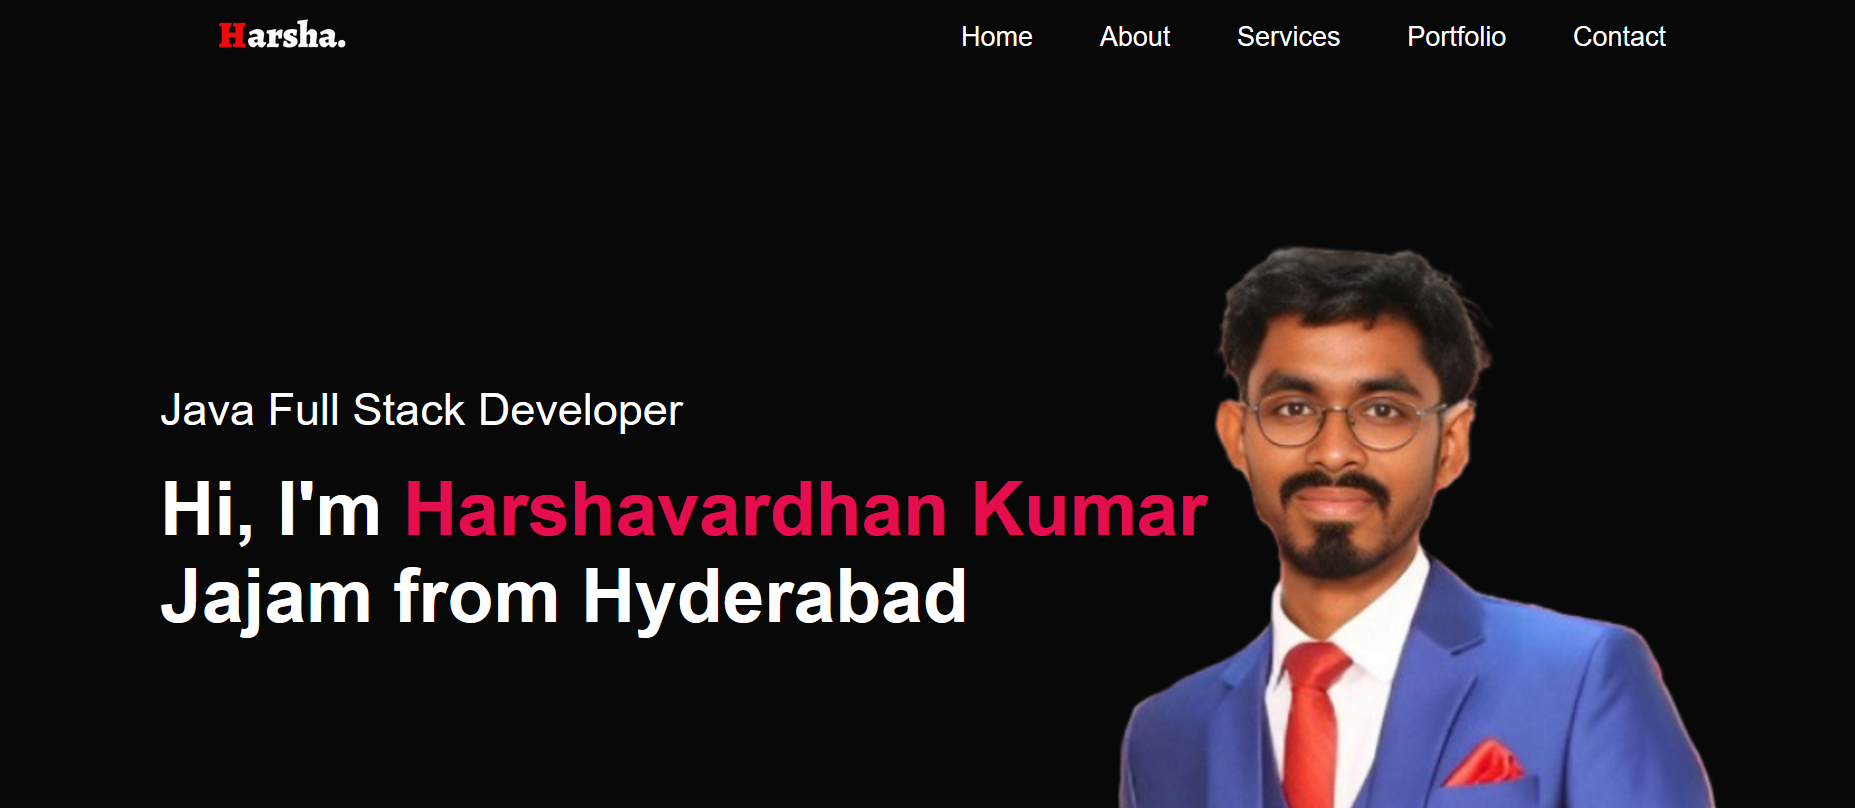 Harsha.
Home About Services Portfolio Contact
Java Full Stack Developer
Hi, I'm Harshavardhan Kumar
Jajam from Hyderabad